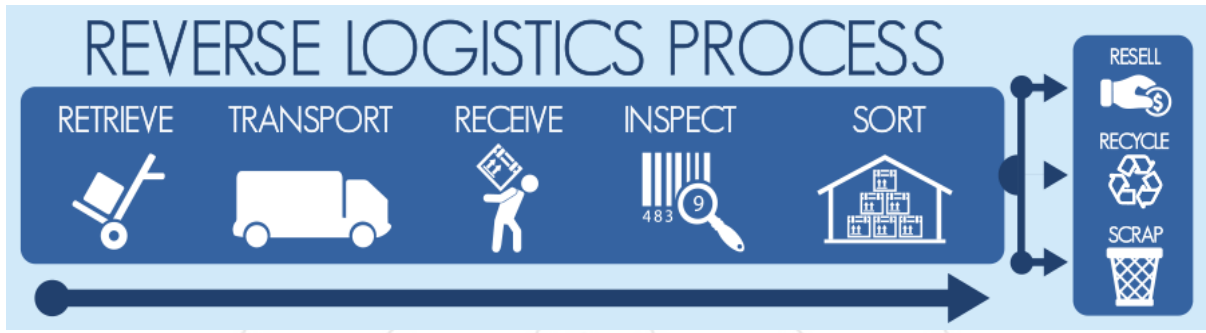 REVERSE LOGISTICS PROCESS
RETRIEVE TRANSPORT RECEIVE INSPECT SORT
483 9
RESELL
$
RECYCLE
SCRAP